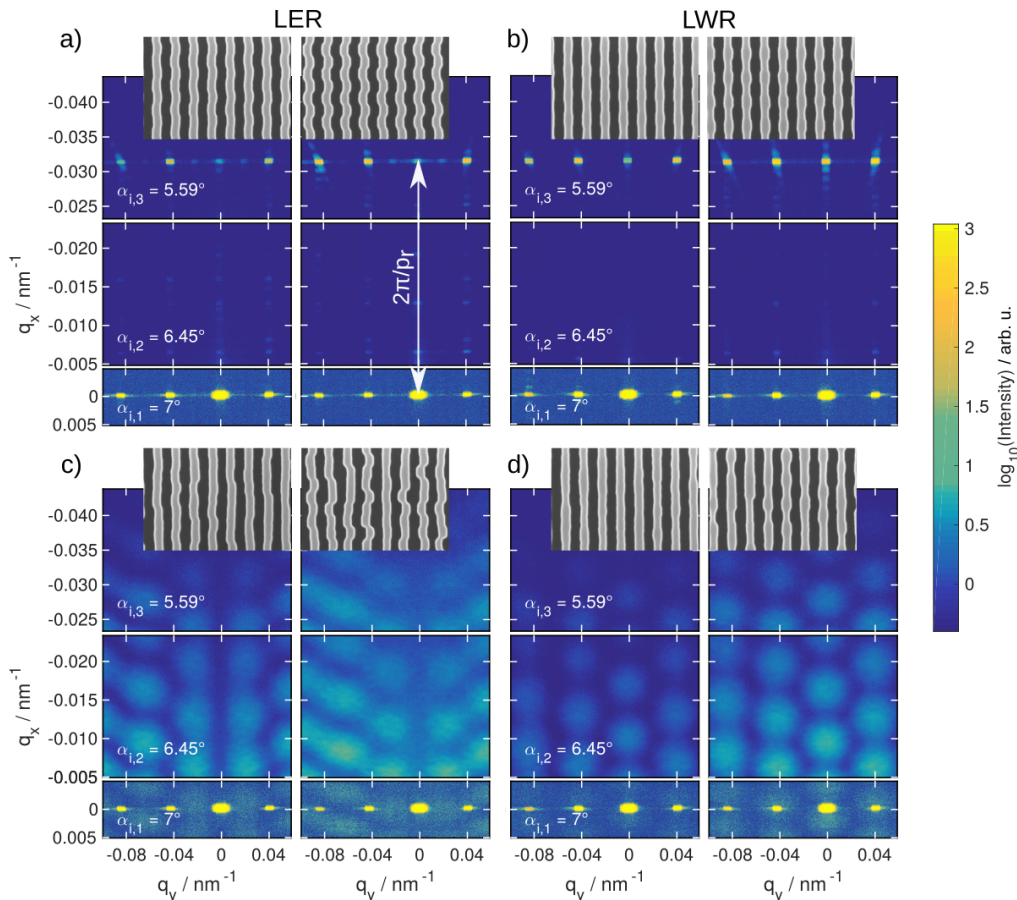 LER
LWR
a)
b)
-0.040
-0.035
-0.030
-0.025
α_i,3 = 5.59°
α_i,3 = 5.59°
-0.020
-0.015
-0.010
-0.005
q_x / nm⁻¹
α_i,2 = 6.45°
2π/p_r
α_i,2 = 6.45°
0
0.005
α_i,1 = 7°
α_i,1 = 7°
c)
d)
-0.040
-0.035
-0.030
-0.025
α_i,3 = 5.59°
α_i,3 = 5.59°
-0.020
-0.015
-0.010
-0.005
q_x / nm⁻¹
α_i,2 = 6.45°
α_i,2 = 6.45°
0
0.005
α_i,1 = 7°
α_i,1 = 7°
-0.08 -0.04 0 0.04
-0.08 -0.04 0 0.04
-0.08 -0.04 0 0.04
-0.08 -0.04 0 0.04
q_y / nm⁻¹
q_y / nm⁻¹
q_y / nm⁻¹
q_y / nm⁻¹
3
2.5
2
1.5
1
0.5
0
log₁₀(Intensity) / arb. u.